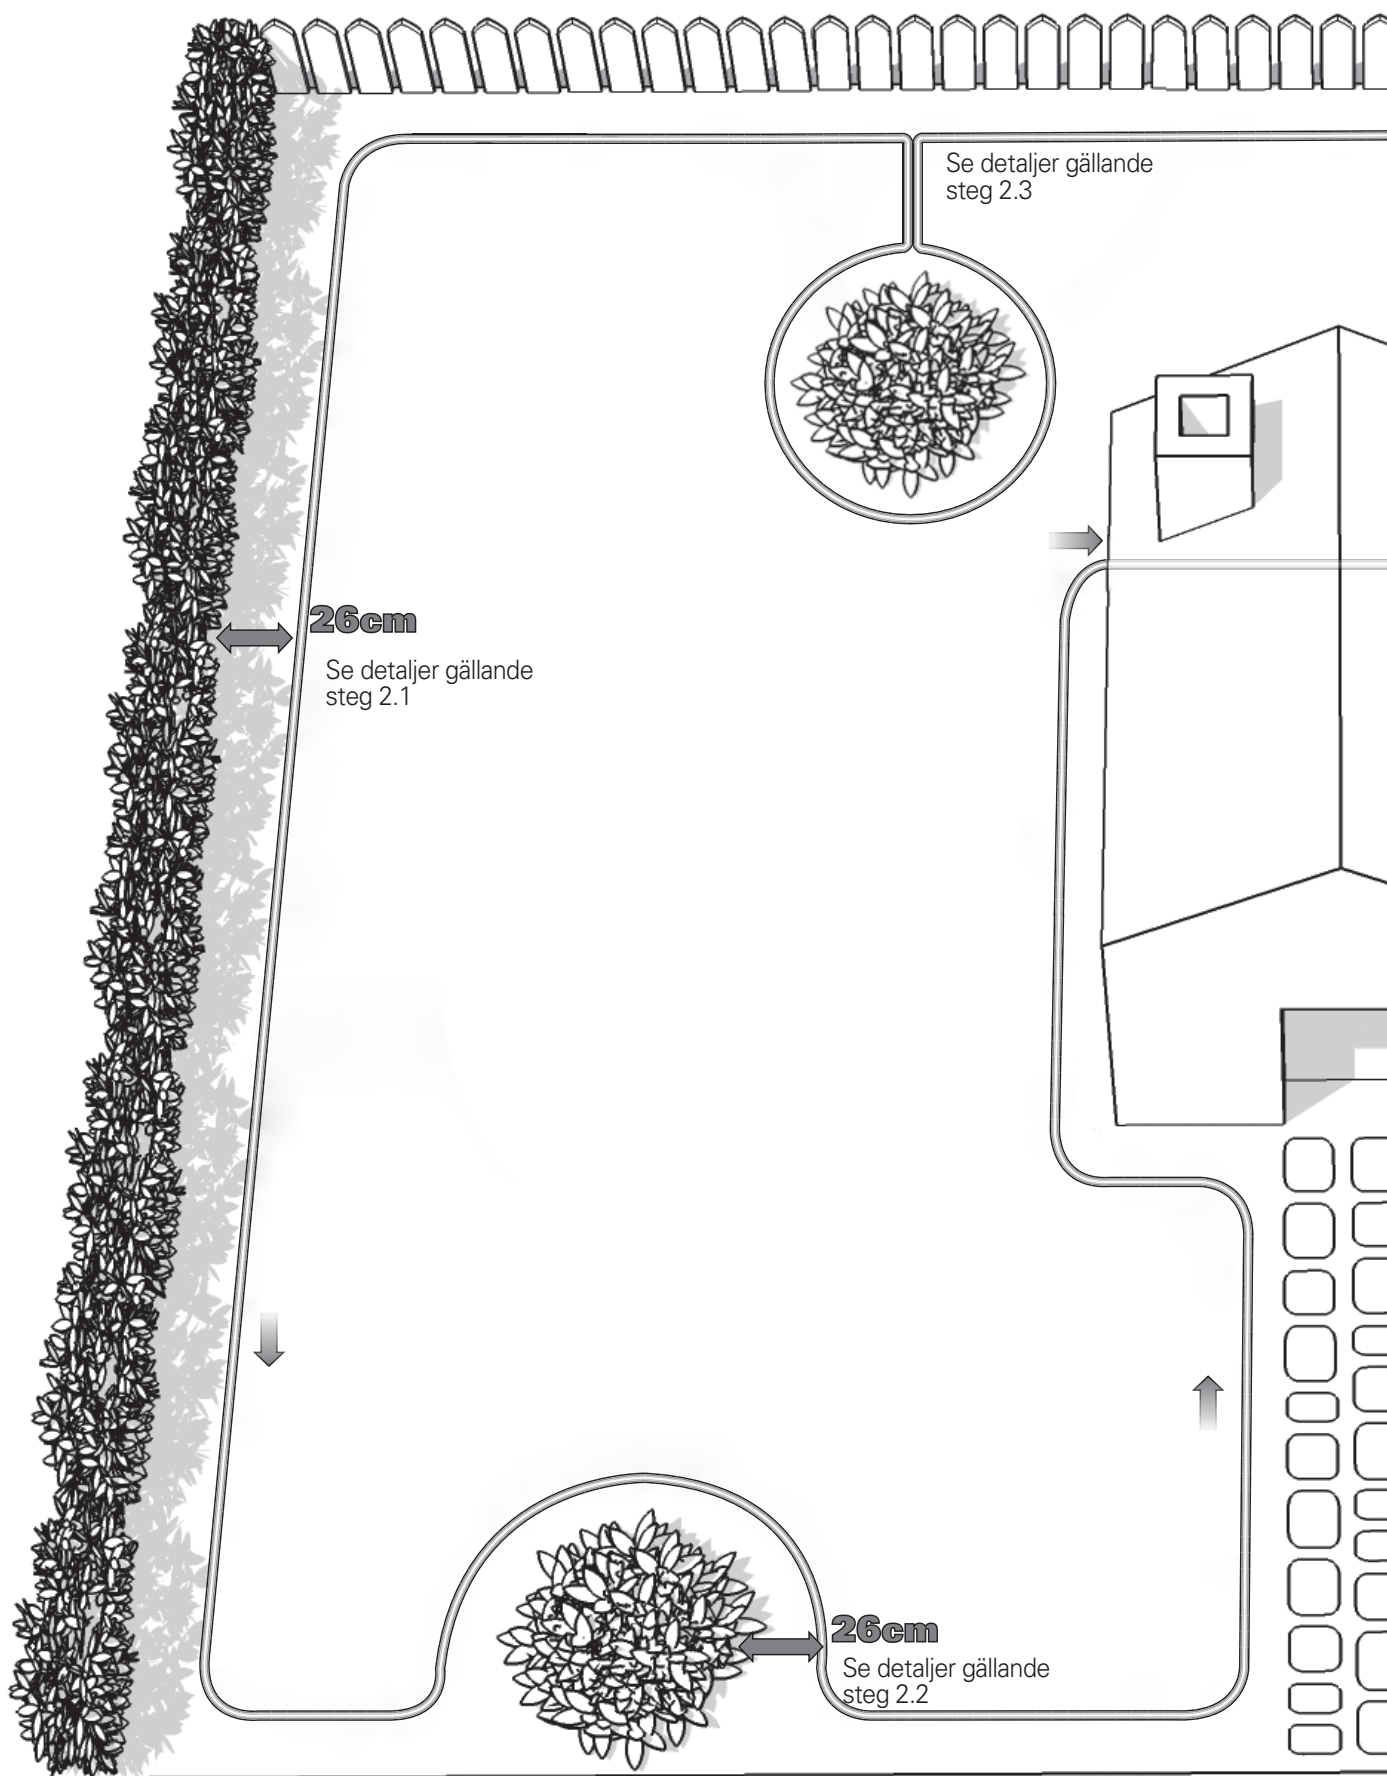 Se detaljer gällande
steg 2.3
26cm
Se detaljer gällande
steg 2.1
26cm
Se detaljer gällande
steg 2.2